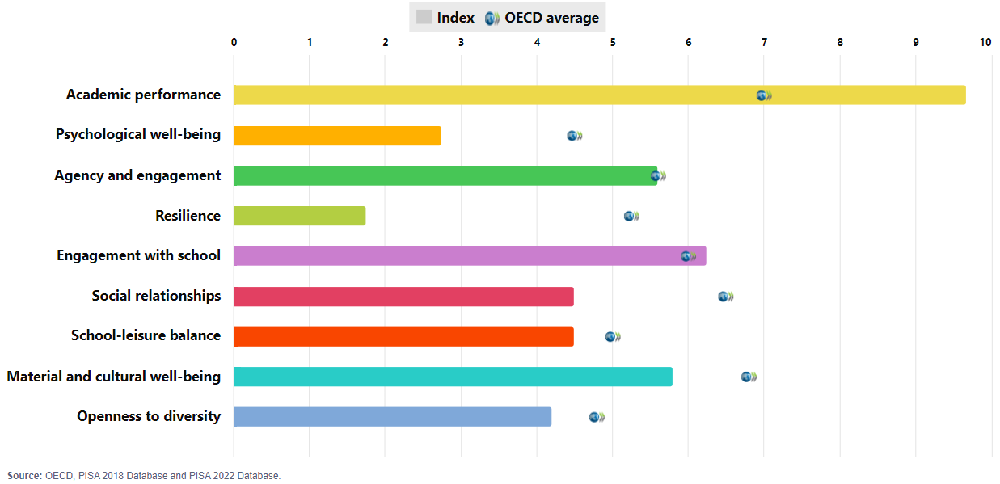 Index OECD average
0 1 2 3 4 5 6 7 8 9 10
Academic performance
Psychological well-being
Agency and engagement
Resilience
Engagement with school
Social relationships
School-leisure balance
Material and cultural well-being
Openness to diversity
Source: OECD, PISA 2018 Database and PISA 2022 Database.